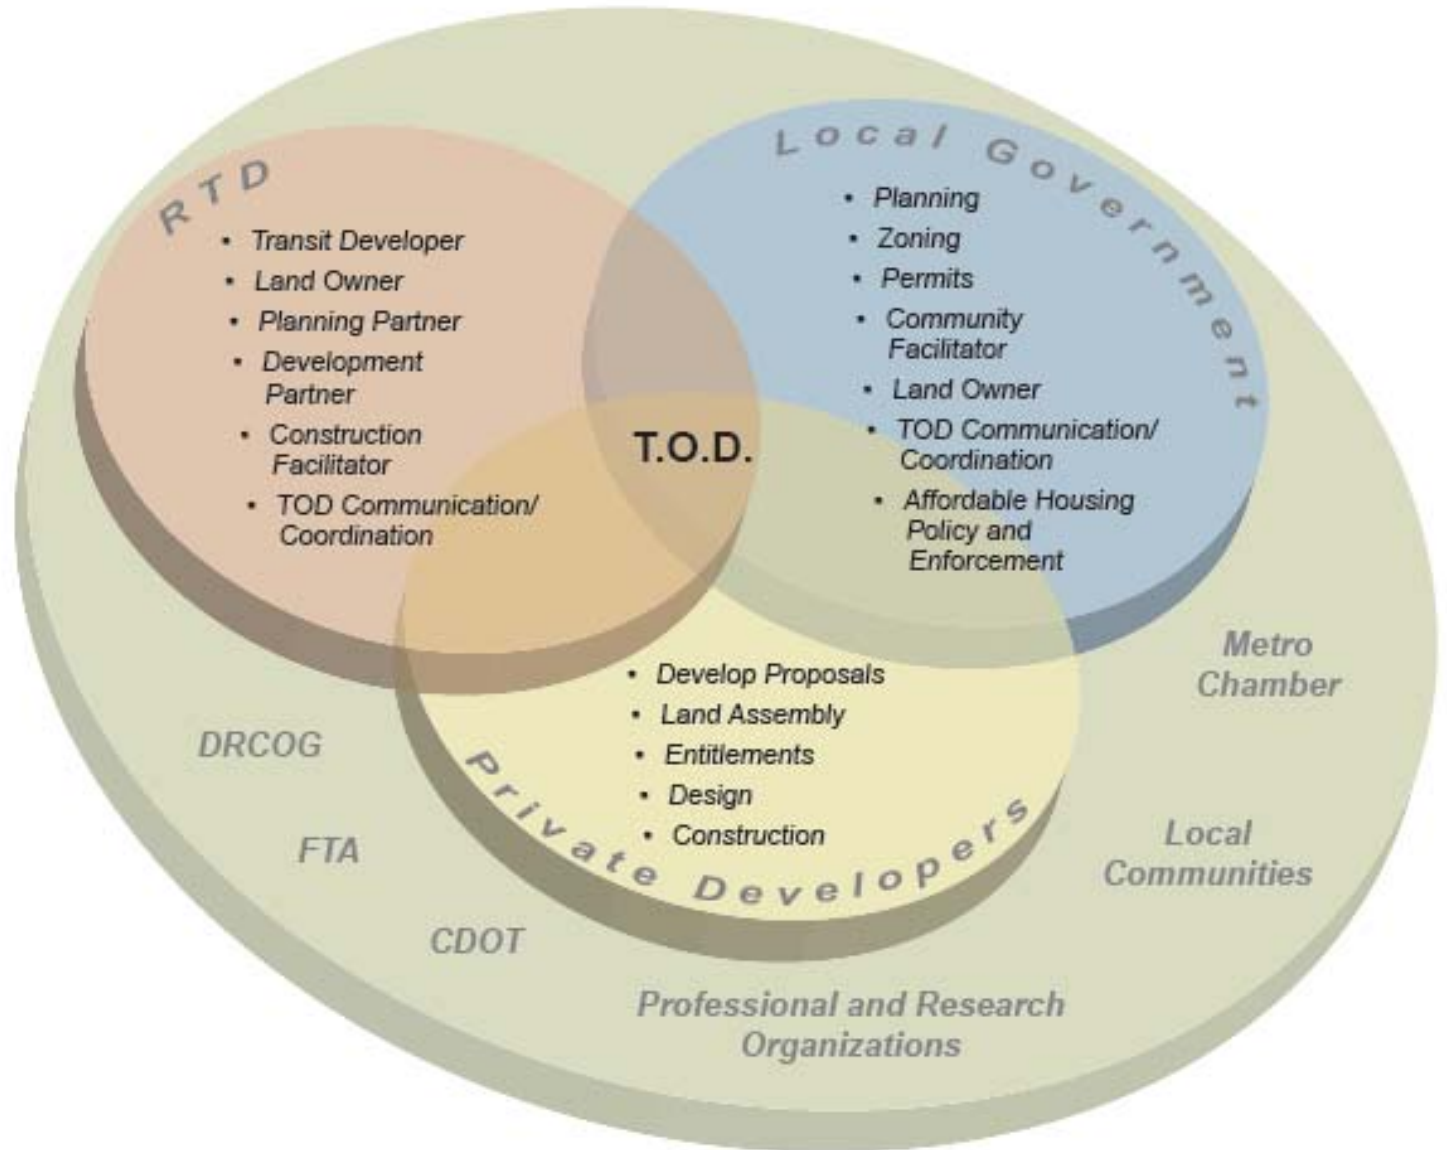 RTD
• Transit Developer
• Land Owner
• Planning Partner
• Development
Partner
• Construction
Facilitator
• TOD Communication/
Coordination
Local Government
• Planning
• Zoning
• Permits
• Community
Facilitator
• Land Owner
• TOD Communication/
Coordination
• Affordable Housing
Policy and
Enforcement
T.O.D.
• Develop Proposals
• Land Assembly
• Entitlements
• Design
• Construction
Private Developers
DRCOG
FTA
CDOT
Professional and Research
Organizations
Local
Communities
Metro
Chamber